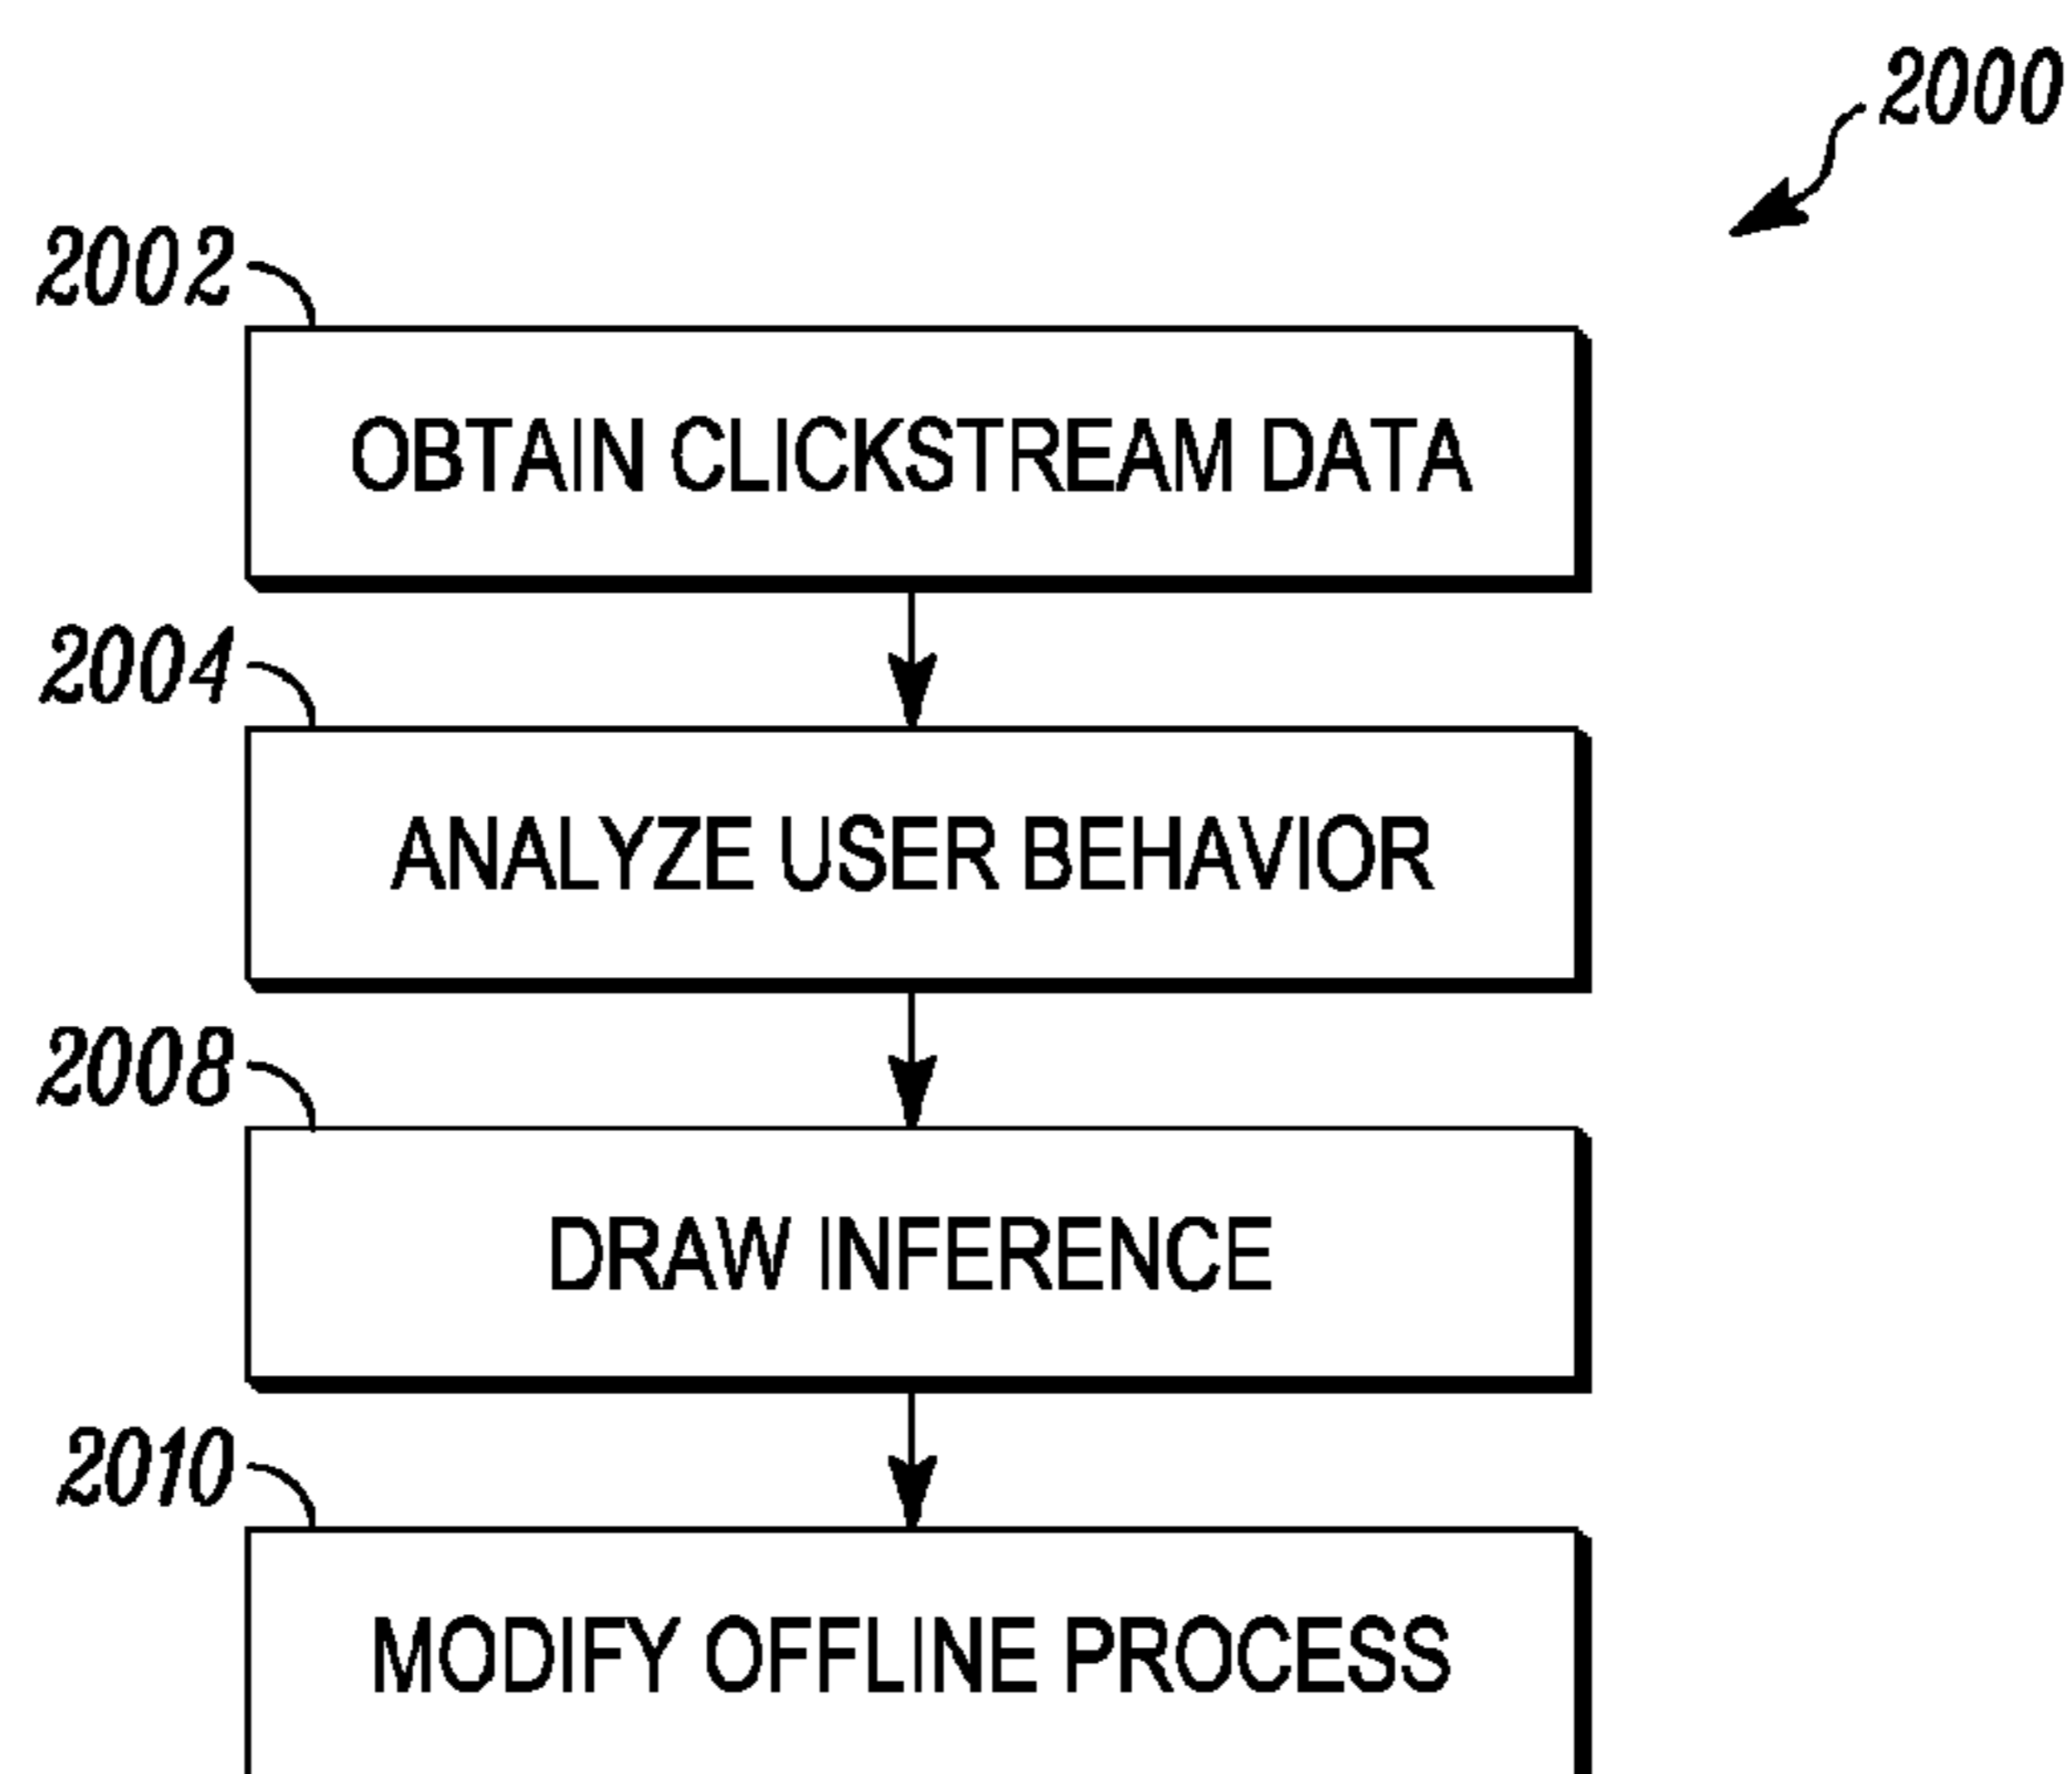 2000
2002
OBTAIN CLICKSTREAM DATA
2004
ANALYZE USER BEHAVIOR
2008
DRAW INFERENCE
2010
MODIFY OFFLINE PROCESS